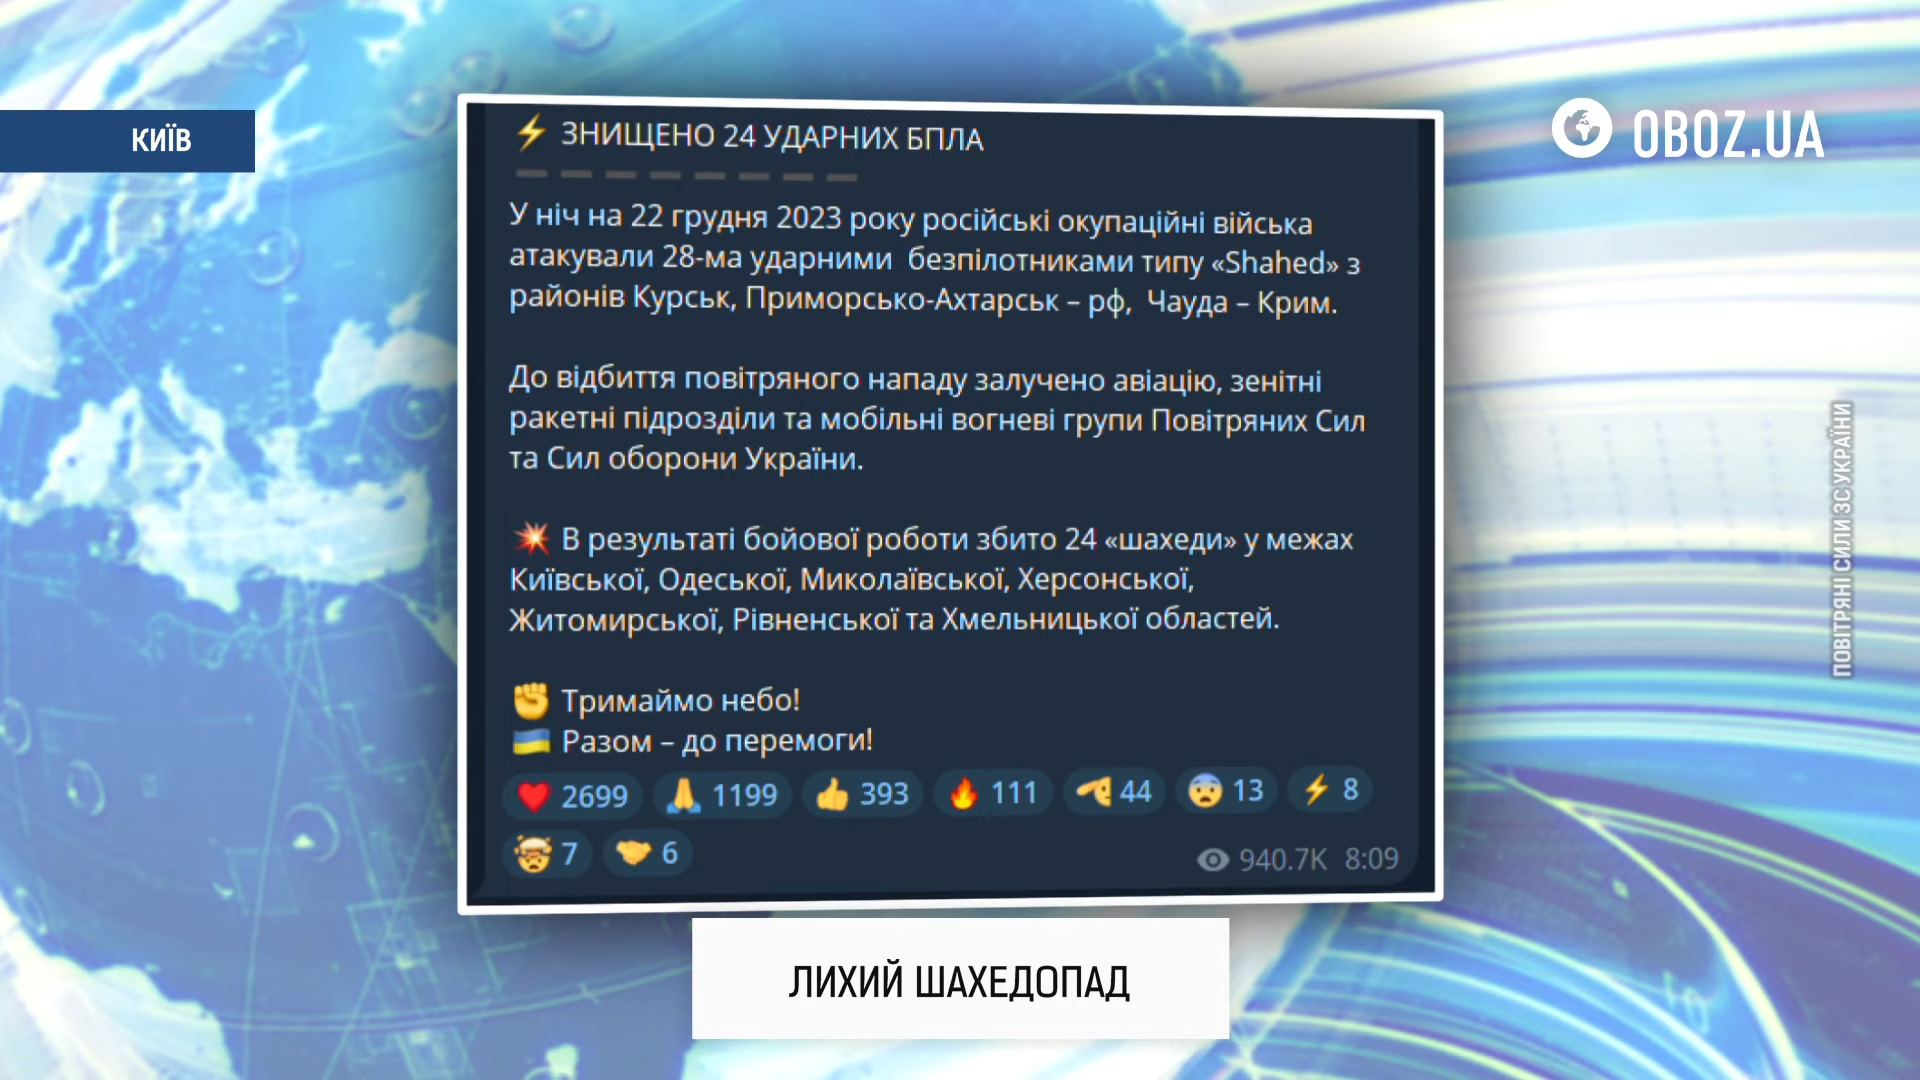 КИЇВ
OBOZ.UA
⚡ ЗНИЩЕНО 24 УДАРНИХ БПЛА
У ніч на 22 грудня 2023 року російські окупаційні війська
атакували 28-ма ударними безпілотниками типу «Shahed» з
районів Курськ, Приморсько-Ахтарськ – рф, Чауда – Крим.
До відбиття повітряного нападу залучено авіацію, зенітні
ракетні підрозділи та мобільні вогневі групи Повітряних Сил
та Сил оборони України.
💥 В результаті бойової роботи збито 24 «шахеди» у межах
Київської, Одеської, Миколаївської, Херсонської,
Житомирської, Рівненської та Хмельницької областей.
✊ Тримаймо небо!
🇺🇦 Разом – до перемоги!
❤ 2699 🙏 1199 👍 393 🔥 111 🫡 44 😨 13 ⚡ 8
🤯 7 🤝 6
940.7K 8:09
ПОВІТРЯНІ СИЛИ ЗС УКРАЇНИ
ЛИХИЙ ШАХЕДОПАД